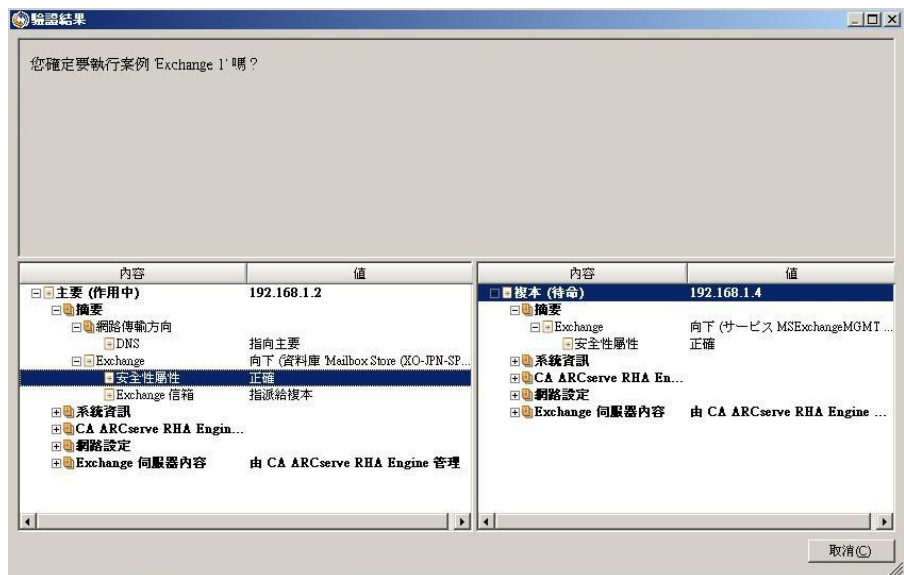 驗證結果
您確定要執行案例 'Exchange 1' 嗎？
內容 值
主要 (作用中) 192.168.1.2
摘要
網路傳輸方向
DNS 指向主要
Exchange 向下 (資料庫 'Mailbox Store (XO-JPN-SP...
安全性屬性 正確
Exchange 信箱 指派給複本
系統資訊
CA ARCserve RHA Engin...
網路設定
Exchange 伺服器內容 由 CA ARCserve RHA Engine 管理
內容 值
複本 (待命) 192.168.1.4
摘要
Exchange 向下 (サービス MSExchangeMGMT ...
安全性屬性 正確
系統資訊
CA ARCserve RHA En...
網路設定
Exchange 伺服器內容 由 CA ARCserve RHA Engine ...
取消(C)